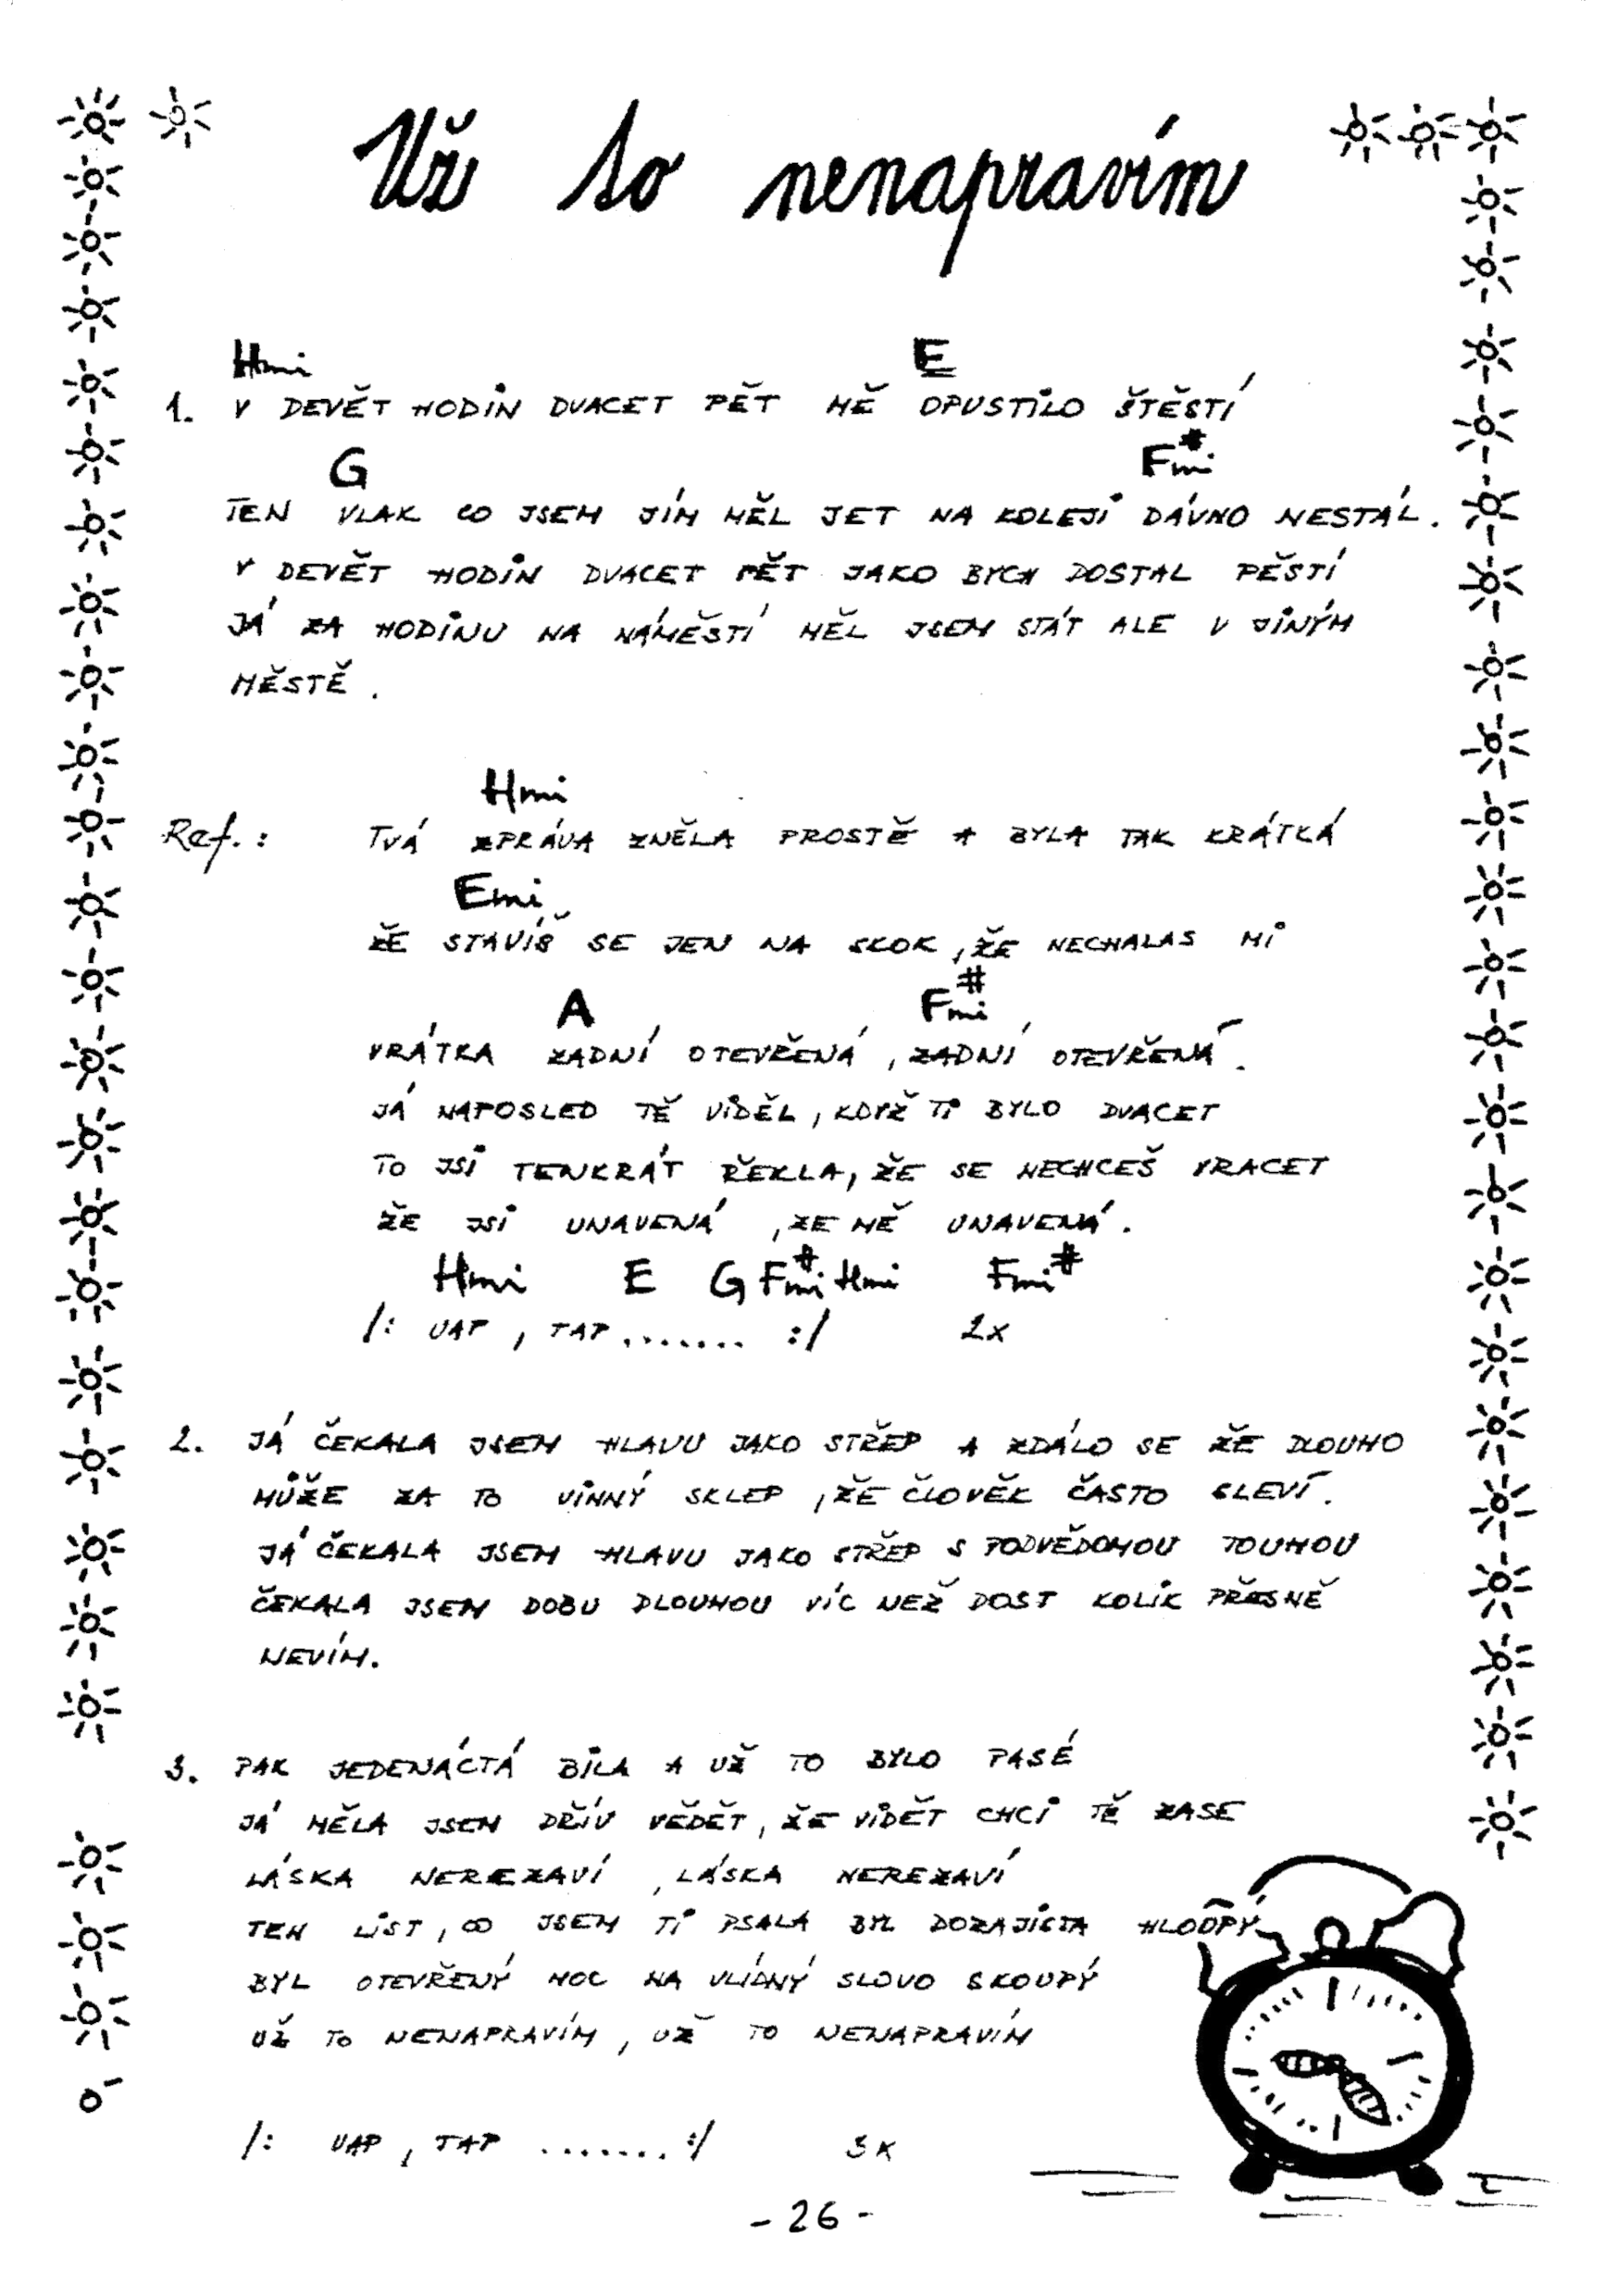 Už to nenapravím
Hmi E
1. V DEVĚT HODIN DVACET PĚT MĚ OPUSTILO ŠTĚSTÍ
G Fmi#
TEN VLAK CO JSEM JÍM MĚL JET NA KOLEJI DÁVNO NESTÁL.
V DEVĚT HODIN DVACET PĚT JAKO BYCH DOSTAL PĚSTÍ
JÁ ZA HODINU NA NÁMĚSTÍ MĚL JSEM STÁT ALE V JINÝM
MĚSTĚ.
Hmi
Ref.: TVÁ ZPRÁVA ZNĚLA PROSTĚ A BYLA TAK KRÁTKÁ
Emi
ŽE STAVÍŠ SE JEN NA SKOK, ŽE NECHALAS MI
A Fmi#
VRÁTKA ZADNÍ OTEVŘENÁ, ZADNÍ OTEVŘENÁ.
JÁ NAPOSLED TĚ VIDĚL, KDYŽ TI BYLO DVACET
TO JSI TENKRÁT ŘEKLA, ŽE SE NECHCEŠ VRACET
ŽE JSI UNAVENÁ, ZE MĚ UNAVENÁ.
Hmi E G Fmi# Hmi Fmi#
/: UAP, TAP ....... :/ 2x
2. JÁ ČEKALA JSEM HLAVU JAKO STŘEP A ZDÁLO SE ŽE DLOUHO
MŮŽE ZA TO VINNÝ SKLEP, ŽE ČLOVĚK ČASTO SLEVÍ.
JÁ ČEKALA JSEM HLAVU JAKO STŘEP S PODVĚDOMOU TOUHOU
ČEKALA JSEM DOBU DLOUHOU VÍC NEŽ DOST KOLIK PŘESNĚ
NEVÍM.
3. PAK JEDENÁCTÁ BILA A UŽ TO BYLO PASÉ
JÁ MĚLA JSEM DŘÍV VĚDĚT, ŽE VIDĚT CHCI TĚ ZASE
LÁSKA NEREZAVÍ, LÁSKA NEREZAVÍ
TEN LIST, CO JSEM TI PSALA BYL DOZAJISTA HLOUPÝ
BYL OTEVŘENÝ MOC NA VLÍDNÝ SLOVO SKOUPÝ
UŽ TO NENAPRAVÍM, UŽ TO NENAPRAVÍM
/: UAP, TAP ....... :/ 3x
- 26 -